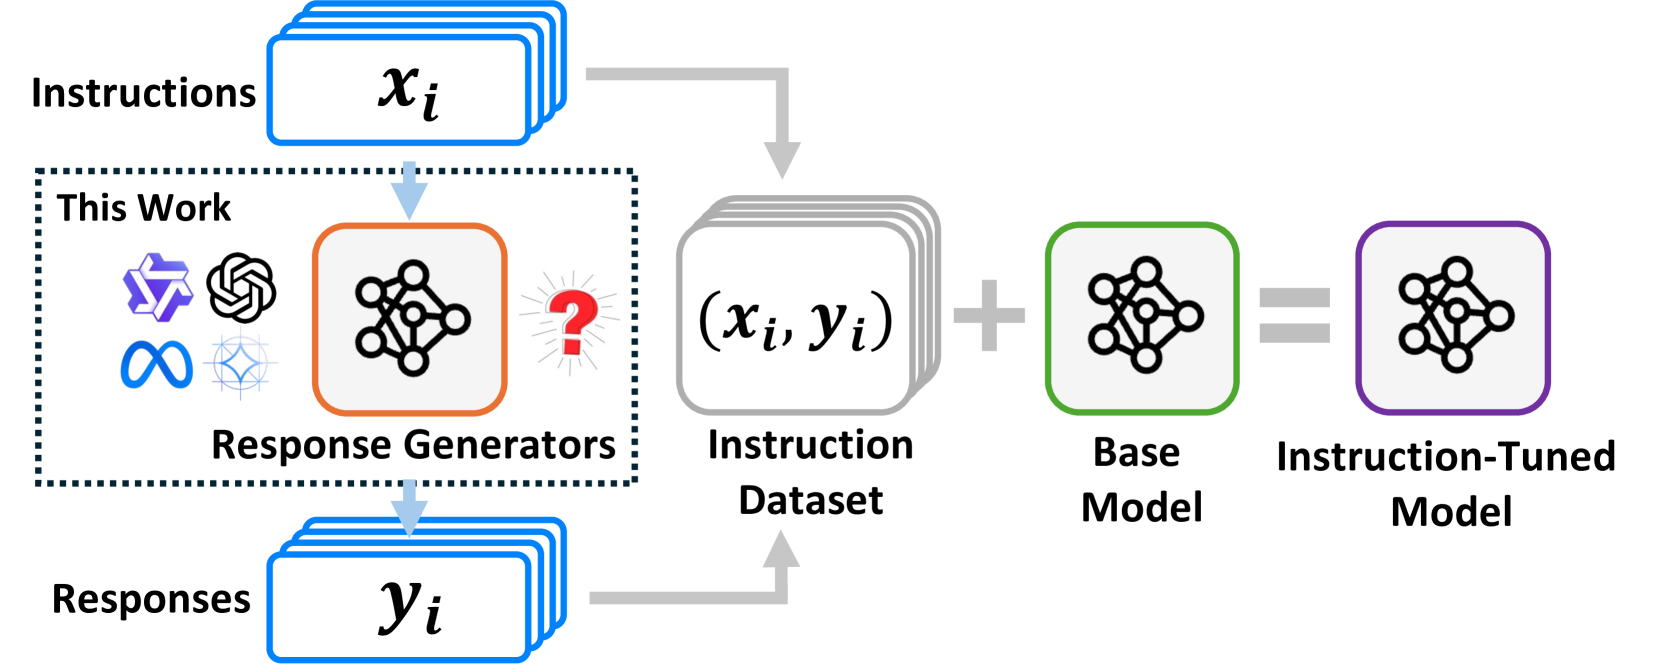 Instructions
x_i
This Work
Response Generators
Responses
y_i
(x_i, y_i)
Instruction
Dataset
Base
Model
Instruction-Tuned
Model